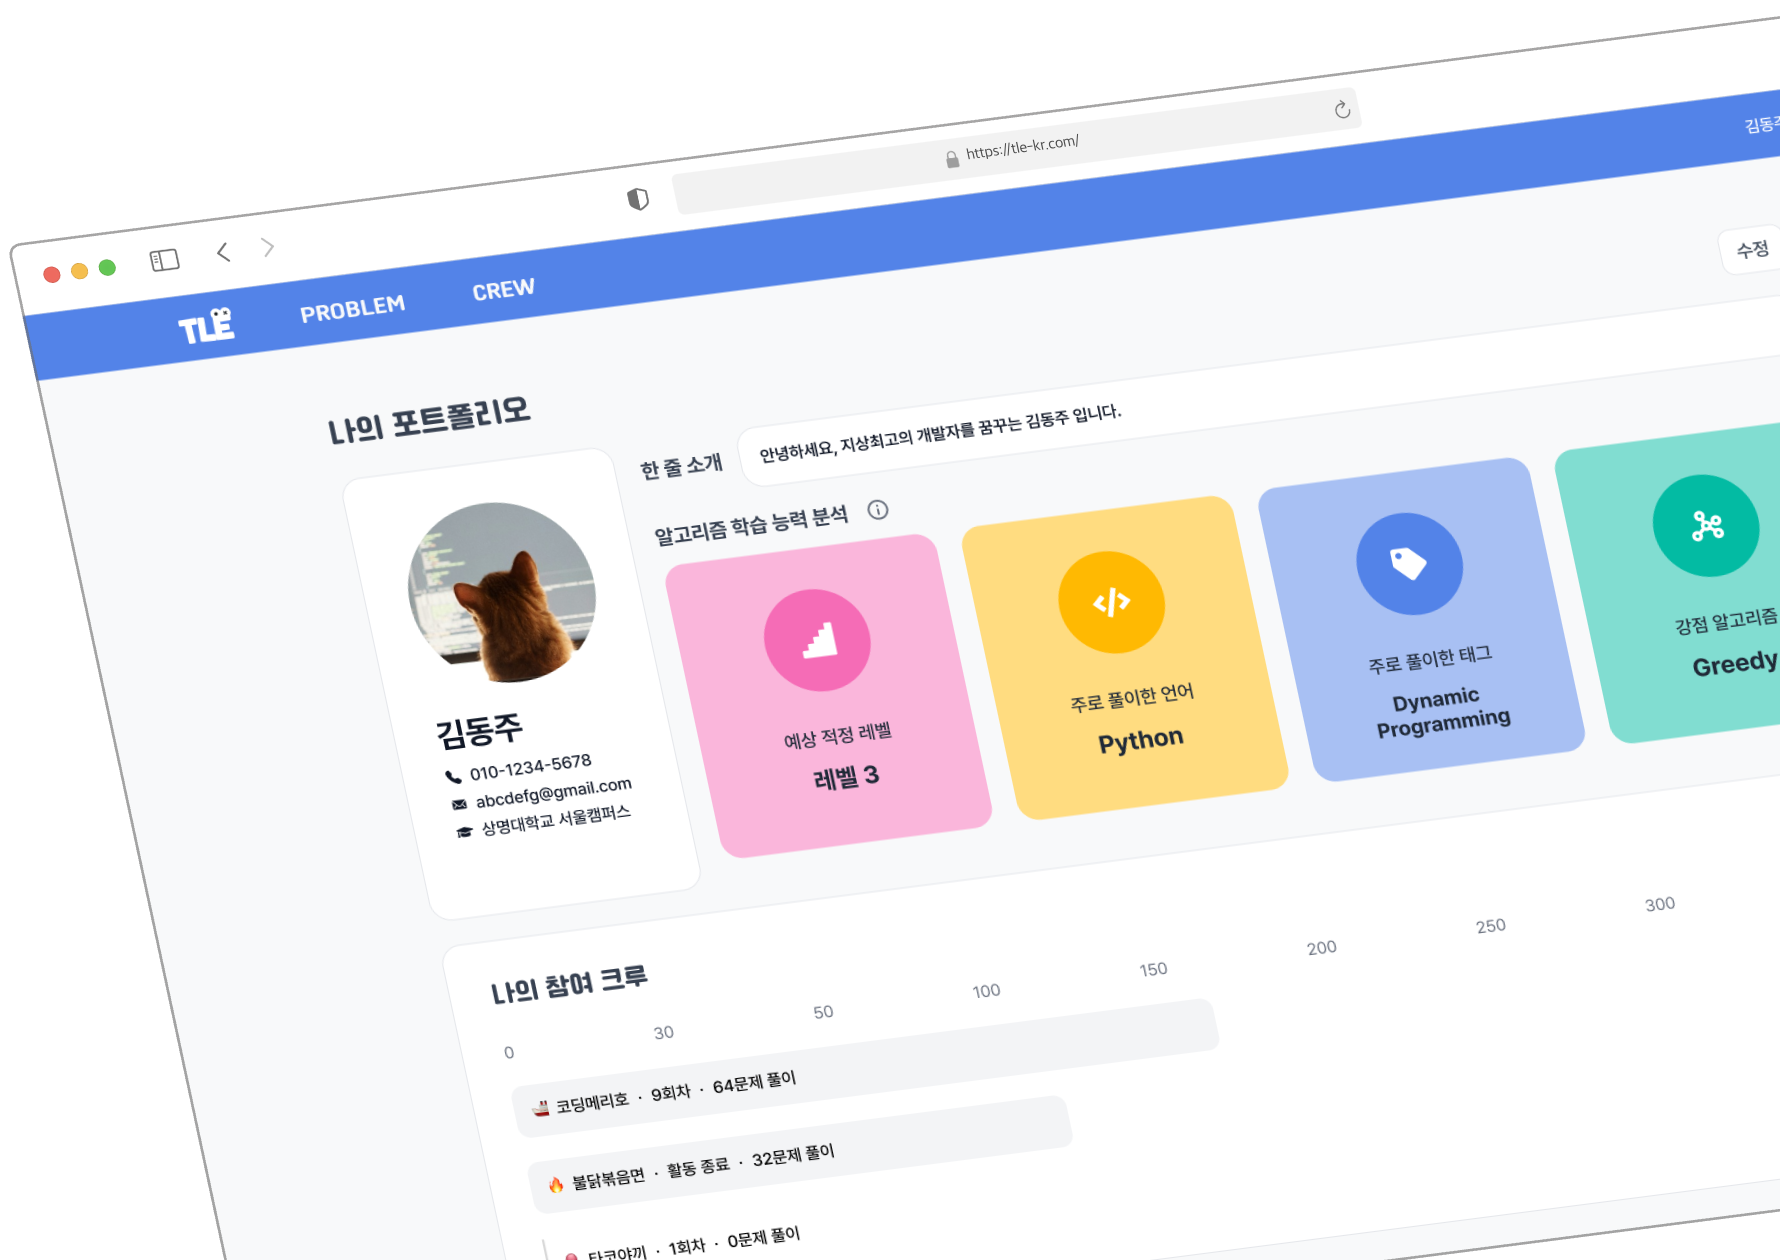 https://tle-kr.com/
김동주
TLE
PROBLEM
CREW
수정
나의 포트폴리오
한 줄 소개
안녕하세요, 지상최고의 개발자를 꿈꾸는 김동주 입니다.
알고리즘 학습 능력 분석
김동주
010-1234-5678
abcdefg@gmail.com
상명대학교 서울캠퍼스
예상 적정 레벨
레벨 3
주로 풀이한 언어
Python
주로 풀이한 태그
Dynamic
Programming
강점 알고리즘
Greedy
나의 참여 크루
0 30 50 100 150 200 250 300
코딩메리호 · 9회차 · 64문제 풀이
불닭볶음면 · 활동 종료 · 32문제 풀이
타코야끼 · 1회차 · 0문제 풀이